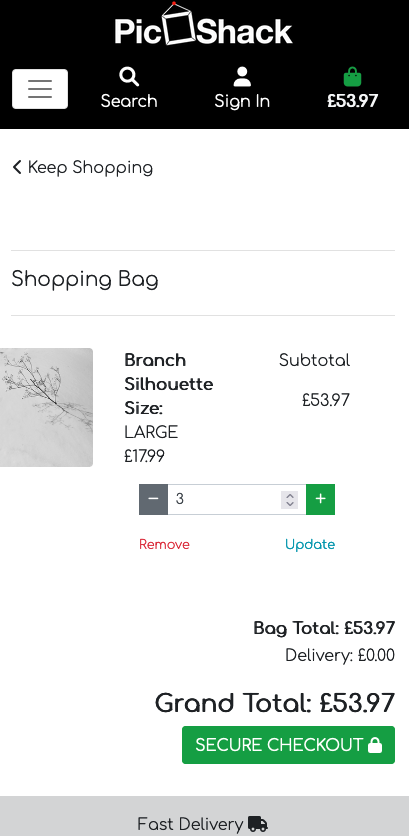 PicShack
Search
Sign In
£53.97
Keep Shopping
Shopping Bag
Branch
Silhouette
Size:
LARGE
£17.99
Subtotal
£53.97
− 3 +
Remove
Update
Bag Total: £53.97
Delivery: £0.00
Grand Total: £53.97
SECURE CHECKOUT
Fast Delivery